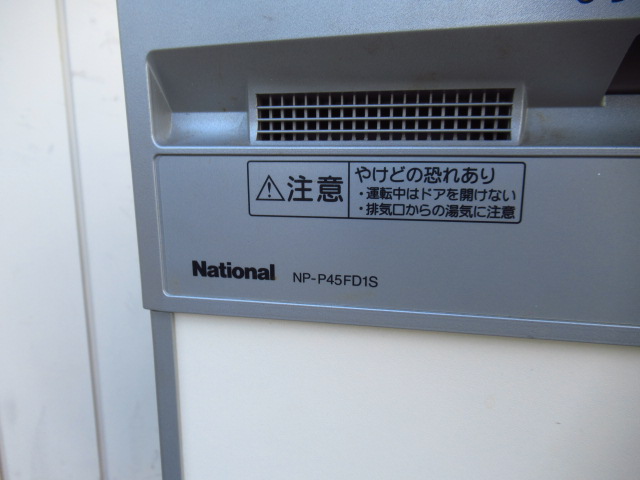 注意
やけどの恐れあり
・運転中はドアを開けない
・排気口からの湯気に注意
National NP-P45FD1S